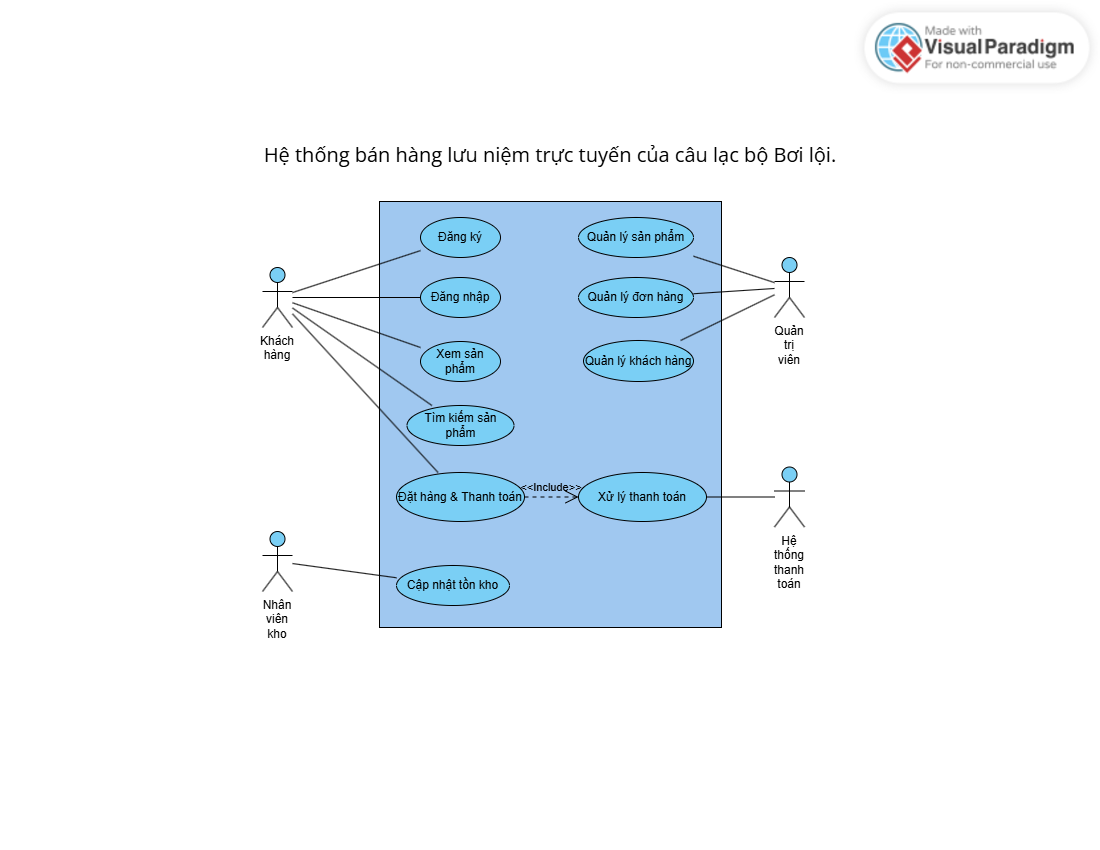 Made with
Visual Paradigm
For non-commercial use
Hệ thống bán hàng lưu niệm trực tuyến của câu lạc bộ Bơi lội.
Đăng ký
Đăng nhập
Xem sản
phẩm
Tìm kiếm sản
phẩm
Đặt hàng & Thanh toán
<<Include>>
Xử lý thanh toán
Cập nhật tồn kho
Quản lý sản phẩm
Quản lý đơn hàng
Quản lý khách hàng
Khách
hàng
Quản
trị
viên
Nhân
viên
kho
Hệ
thống
thanh
toán